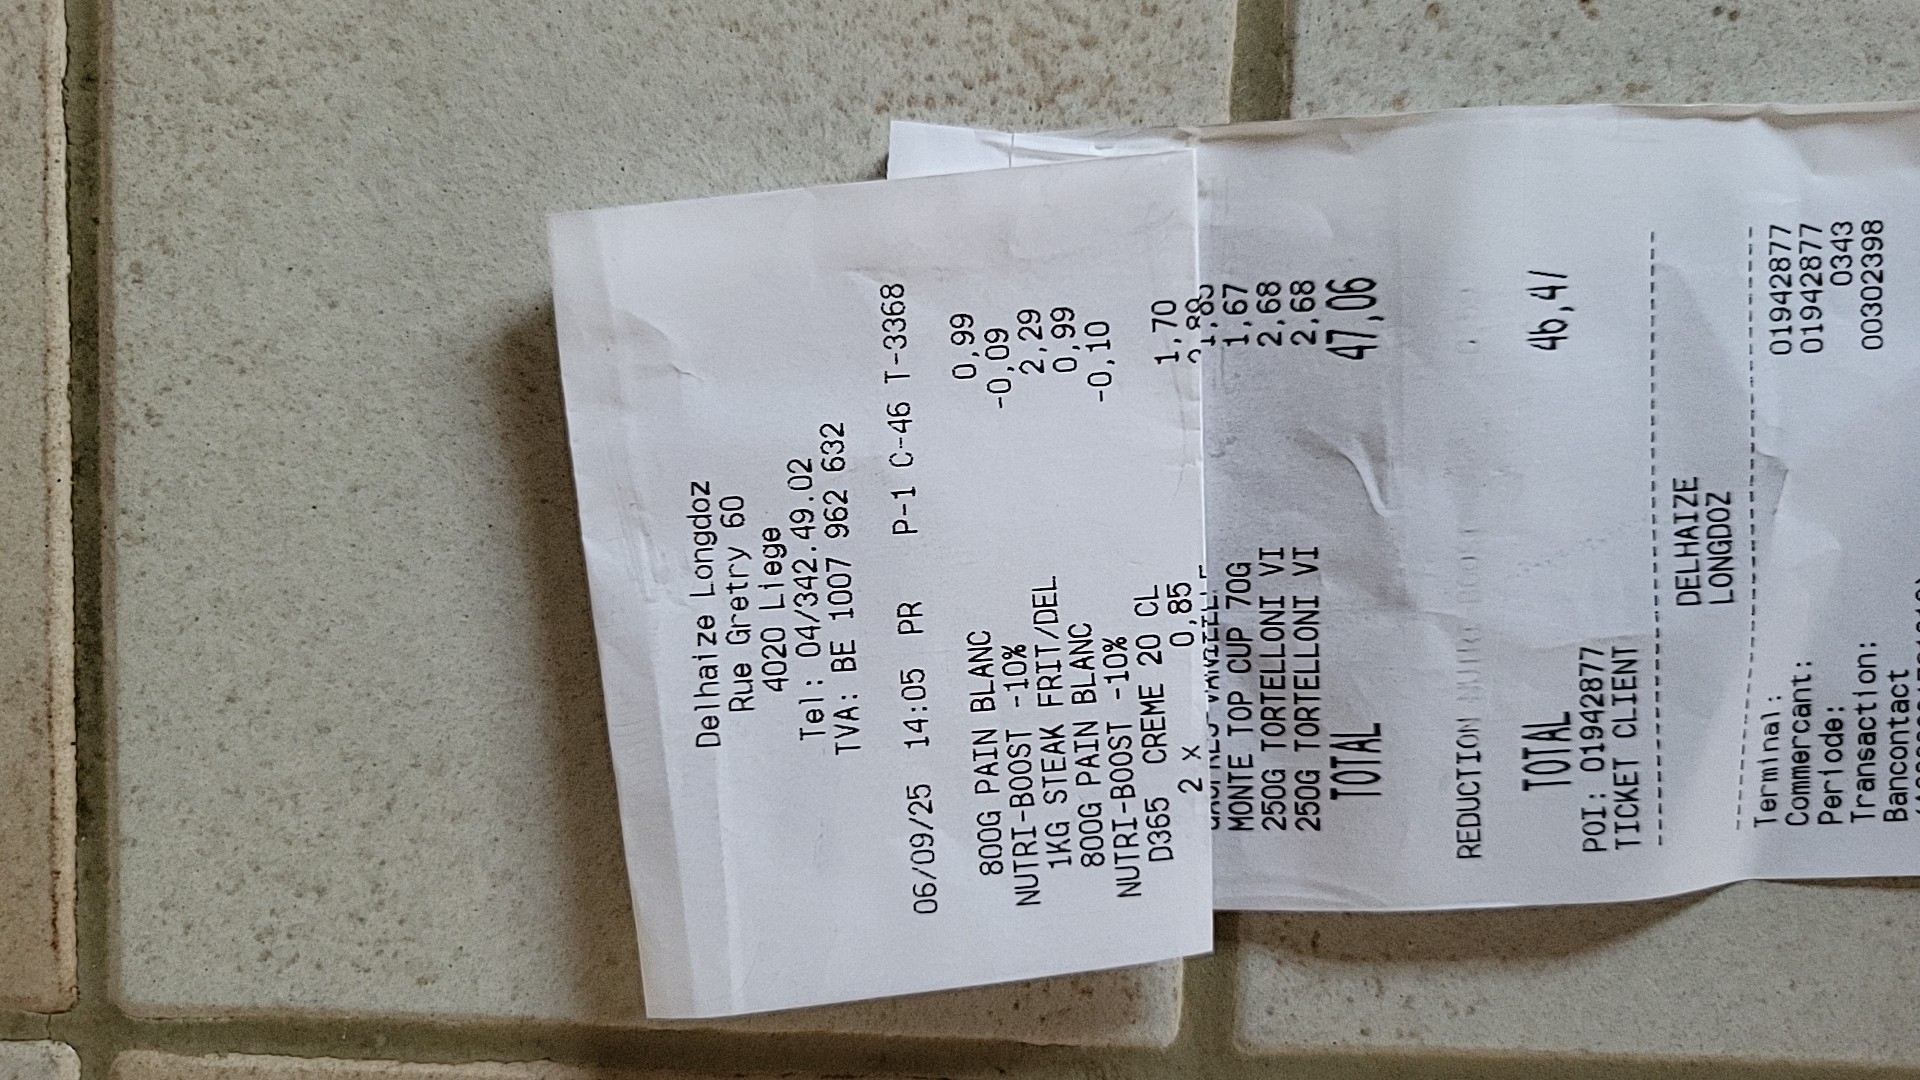 Delhaize Longdoz
Rue Gretry 60
4020 Liege
Tel: 04/342.49.02
TVA: BE 1007 962 632
06/09/25 14:05 PR P-1 C-46 T-3368
800G PAIN BLANC 0,99
NUTRI-BOOST -10% -0,09
1KG STEAK FRIT/DEL 2,29
800G PAIN BLANC 0,99
NUTRI-BOOST -10% -0,10
D365 CREME 20 CL
2 x 0,85 1,70
MONTE TOP CUP 70G 1,67
250G TORTELLONI VI 2,68
250G TORTELLONI VI 2,68
TOTAL 47,06
REDUCTION
TOTAL 46,47
POI: 01942877
TICKET CLIENT
DELHAIZE
LONGDOZ
Terminal: 01942877
Commercant: 01942877
Periode: 0343
Transaction: 00302398
Bancontact